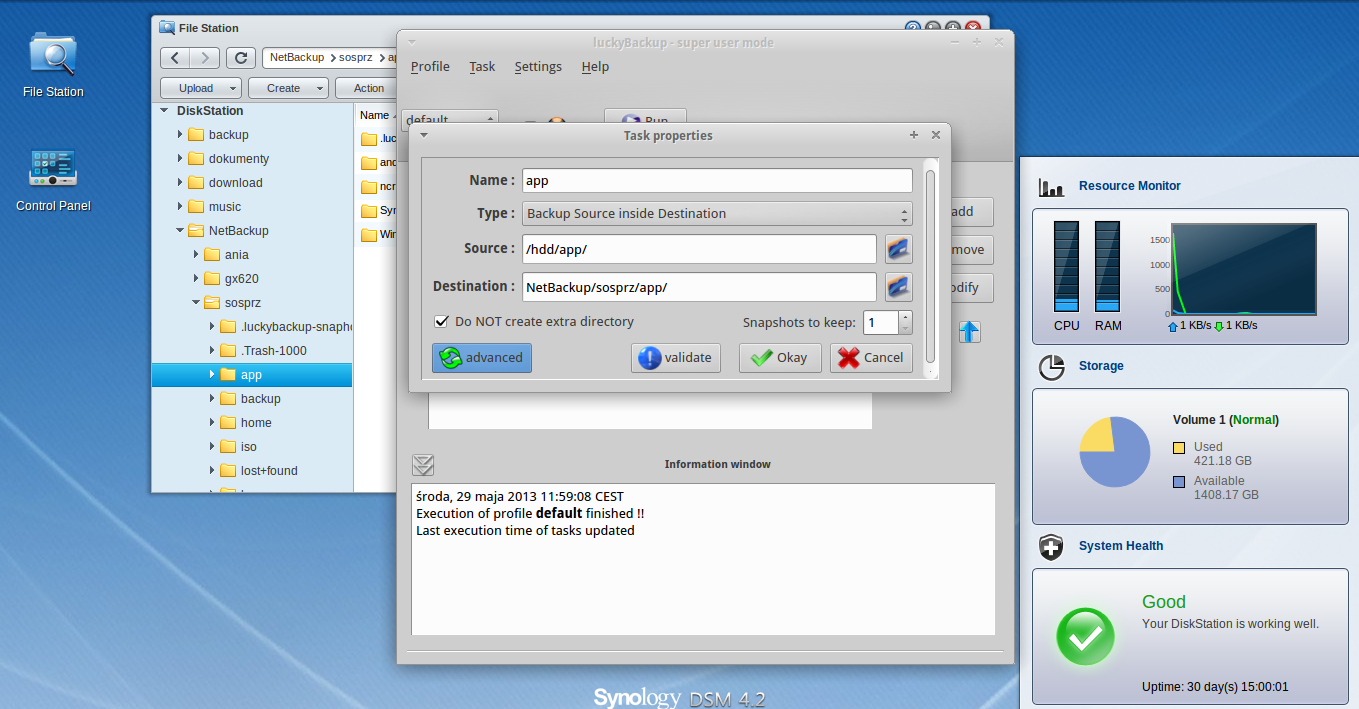 File Station
Control Panel
File Station
NetBackup
sosprz
Upload
Create
Action
DiskStation
backup
dokumenty
download
music
NetBackup
ania
gx620
sosprz
.luckybackup-snapho
.Trash-1000
app
backup
home
iso
lost+found
Name
.luc
and
ncr
Syr
Wir
luckyBackup - super user mode
Profile
Task
Settings
Help
default
Run
Task properties
Name :
app
Type :
Backup Source inside Destination
Source :
/hdd/app/
Destination :
NetBackup/sosprz/app/
Do NOT create extra directory
Snapshots to keep:
1
advanced
validate
Okay
Cancel
add
move
odify
Information window
środa, 29 maja 2013 11:59:08 CEST
Execution of profile default finished !!
Last execution time of tasks updated
Resource Monitor
CPU
RAM
1500
1000
500
0
1 KB/s
1 KB/s
Storage
Volume 1 (Normal)
Used
421.18 GB
Available
1408.17 GB
System Health
Good
Your DiskStation is working well.
Uptime: 30 day(s) 15:00:01
Synology DSM 4.2